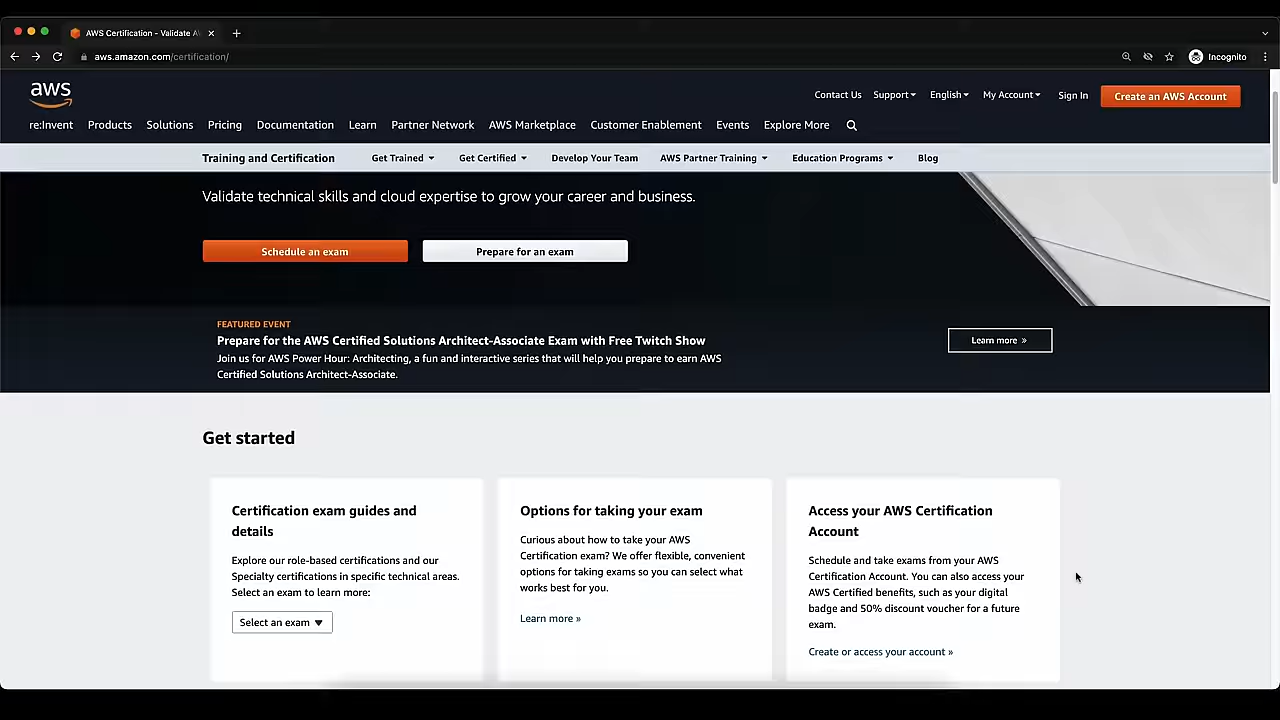 AWS Certification - Validate A
aws.amazon.com/certification/
Incognito
aws
Contact Us Support English My Account Sign In Create an AWS Account
re:Invent Products Solutions Pricing Documentation Learn Partner Network AWS Marketplace Customer Enablement Events Explore More
Training and Certification Get Trained Get Certified Develop Your Team AWS Partner Training Education Programs Blog
Validate technical skills and cloud expertise to grow your career and business.
Schedule an exam Prepare for an exam
FEATURED EVENT
Prepare for the AWS Certified Solutions Architect-Associate Exam with Free Twitch Show
Join us for AWS Power Hour: Architecting, a fun and interactive series that will help you prepare to earn AWS
Certified Solutions Architect-Associate.
Learn more »
Get started
Certification exam guides and
details
Explore our role-based certifications and our
Specialty certifications in specific technical areas.
Select an exam to learn more:
Select an exam
Options for taking your exam
Curious about how to take your AWS
Certification exam? We offer flexible, convenient
options for taking exams so you can select what
works best for you.
Learn more »
Access your AWS Certification
Account
Schedule and take exams from your AWS
Certification Account. You can also access your
AWS Certified benefits, such as your digital
badge and 50% discount voucher for a future
exam.
Create or access your account »